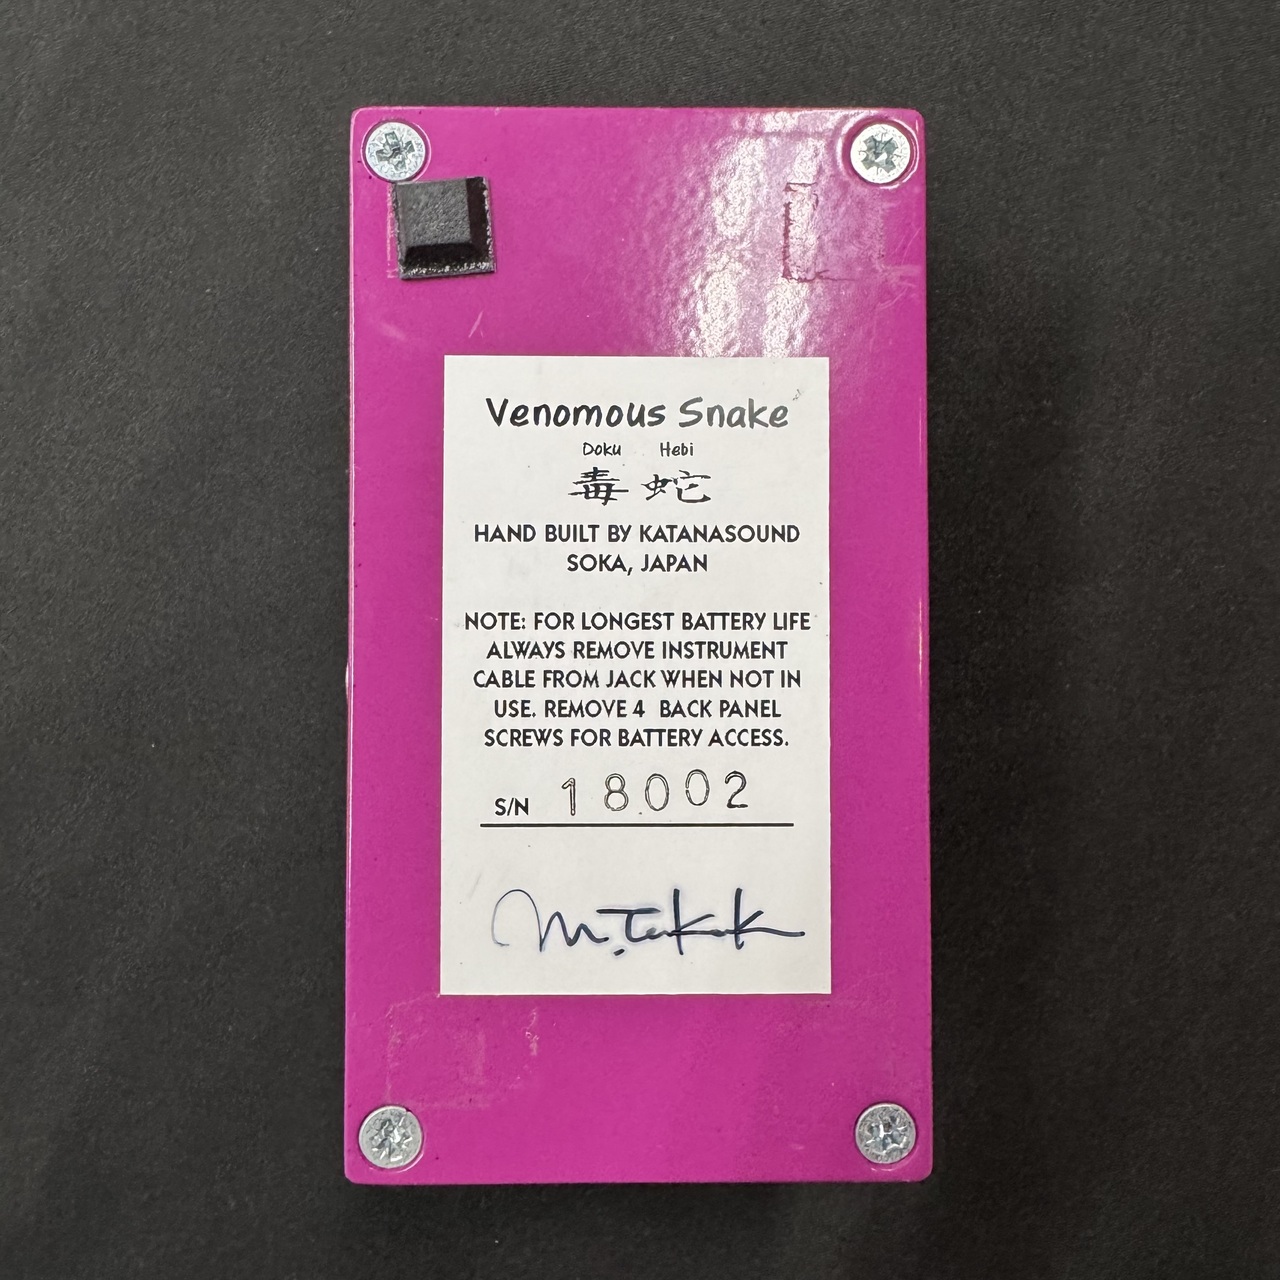 Venomous Snake
Doku Hebi
毒 蛇
HAND BUILT BY KATANASOUND
SOKA, JAPAN
NOTE: FOR LONGEST BATTERY LIFE
ALWAYS REMOVE INSTRUMENT
CABLE FROM JACK WHEN NOT IN
USE. REMOVE 4 BACK PANEL
SCREWS FOR BATTERY ACCESS.
S/N 18002